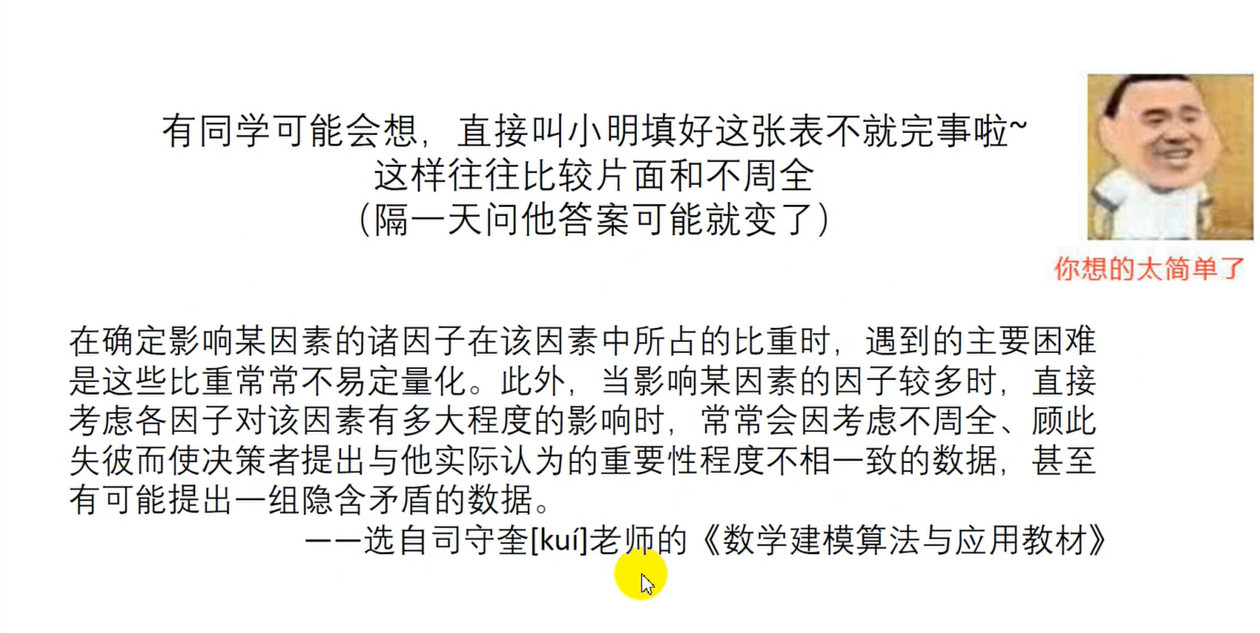 有同学可能会想，直接叫小明填好这张表不就完事啦~
这样往往比较片面和不周全
（隔一天问他答案可能就变了）
你想的太简单了
在确定影响某因素的诸因子在该因素中所占的比重时，遇到的主要困难
是这些比重常常不易定量化。此外，当影响某因素的因子较多时，直接
考虑各因子对该因素有多大程度的影响时，常常会因考虑不周全、顾此
失彼而使决策者提出与他实际认为的重要性程度不相一致的数据，甚至
有可能提出一组隐含矛盾的数据。
——选自司守奎[kuí]老师的《数学建模算法与应用教材》